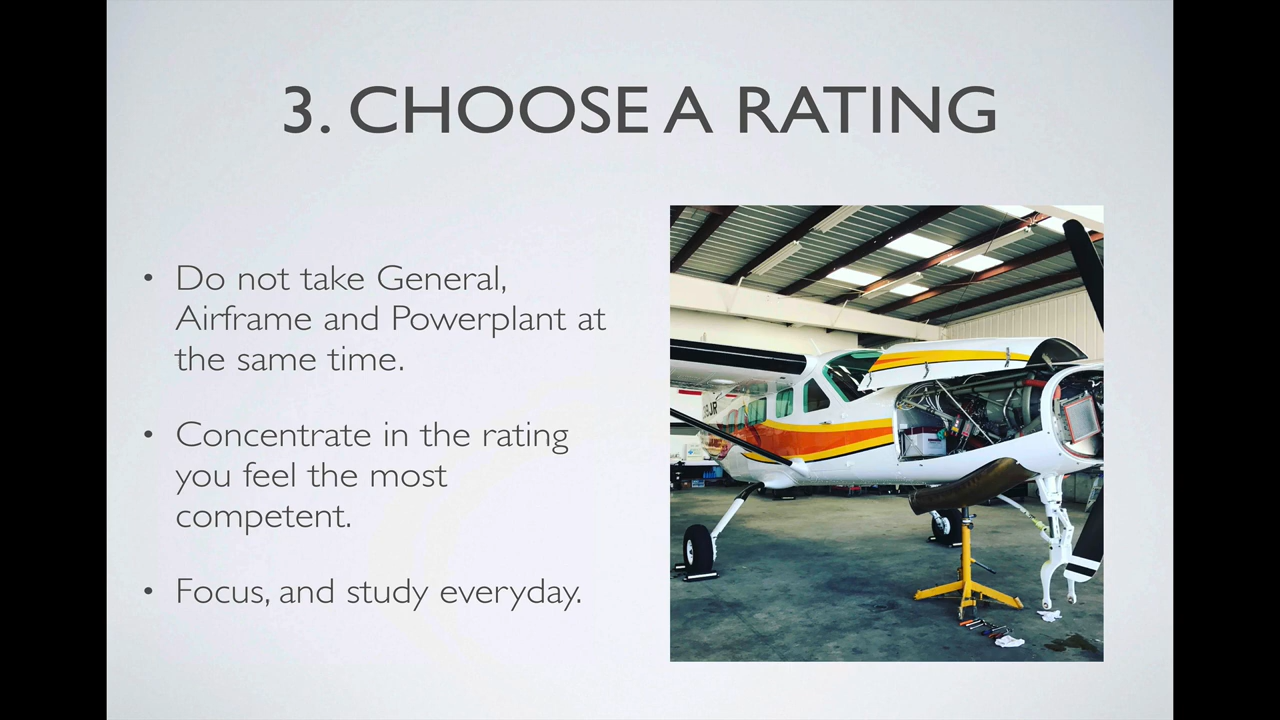 3. CHOOSE A RATING
• Do not take General,
Airframe and Powerplant at
the same time.
• Concentrate in the rating
you feel the most
competent.
• Focus, and study everyday.